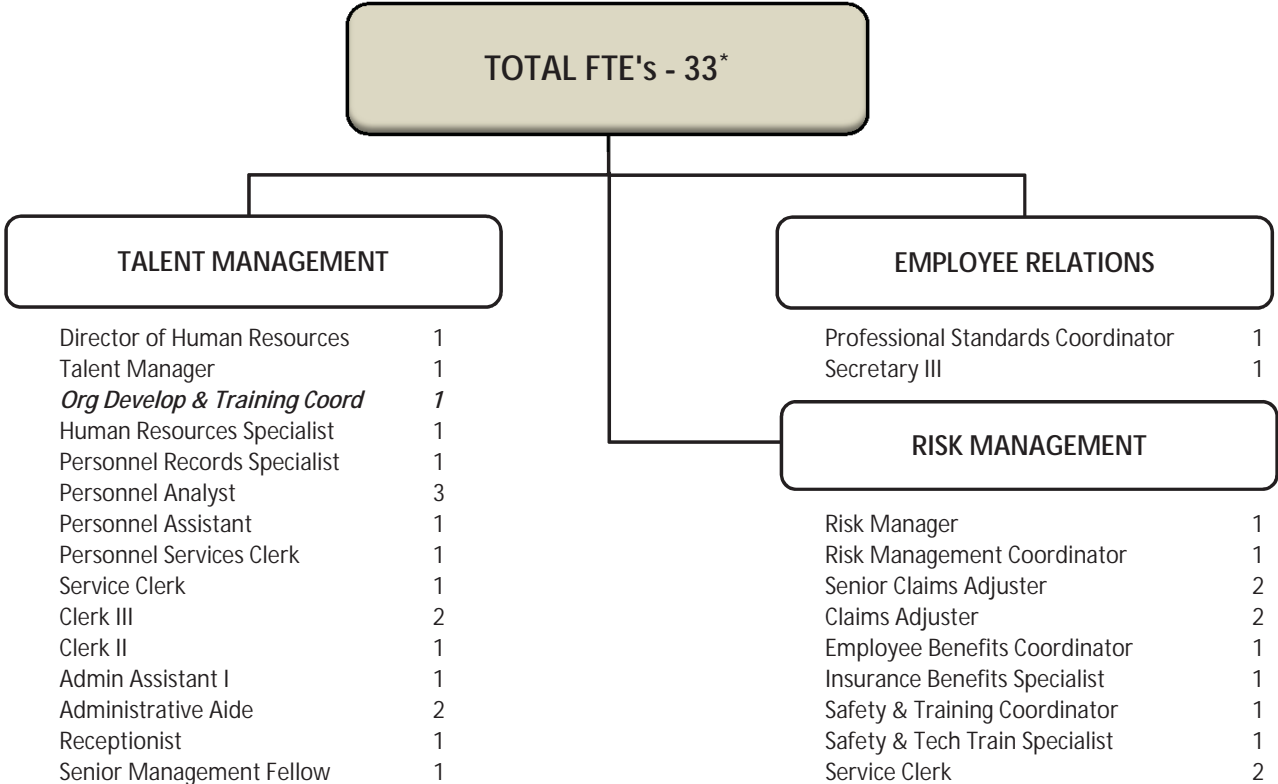 TOTAL FTE's - 33*
TALENT MANAGEMENT
Director of Human Resources 1
Talent Manager 1
Org Develop & Training Coord 1
Human Resources Specialist 1
Personnel Records Specialist 1
Personnel Analyst 3
Personnel Assistant 1
Personnel Services Clerk 1
Service Clerk 1
Clerk III 2
Clerk II 1
Admin Assistant I 1
Administrative Aide 2
Receptionist 1
Senior Management Fellow 1
EMPLOYEE RELATIONS
Professional Standards Coordinator 1
Secretary III 1
RISK MANAGEMENT
Risk Manager 1
Risk Management Coordinator 1
Senior Claims Adjuster 2
Claims Adjuster 2
Employee Benefits Coordinator 1
Insurance Benefits Specialist 1
Safety & Training Coordinator 1
Safety & Tech Train Specialist 1
Service Clerk 2